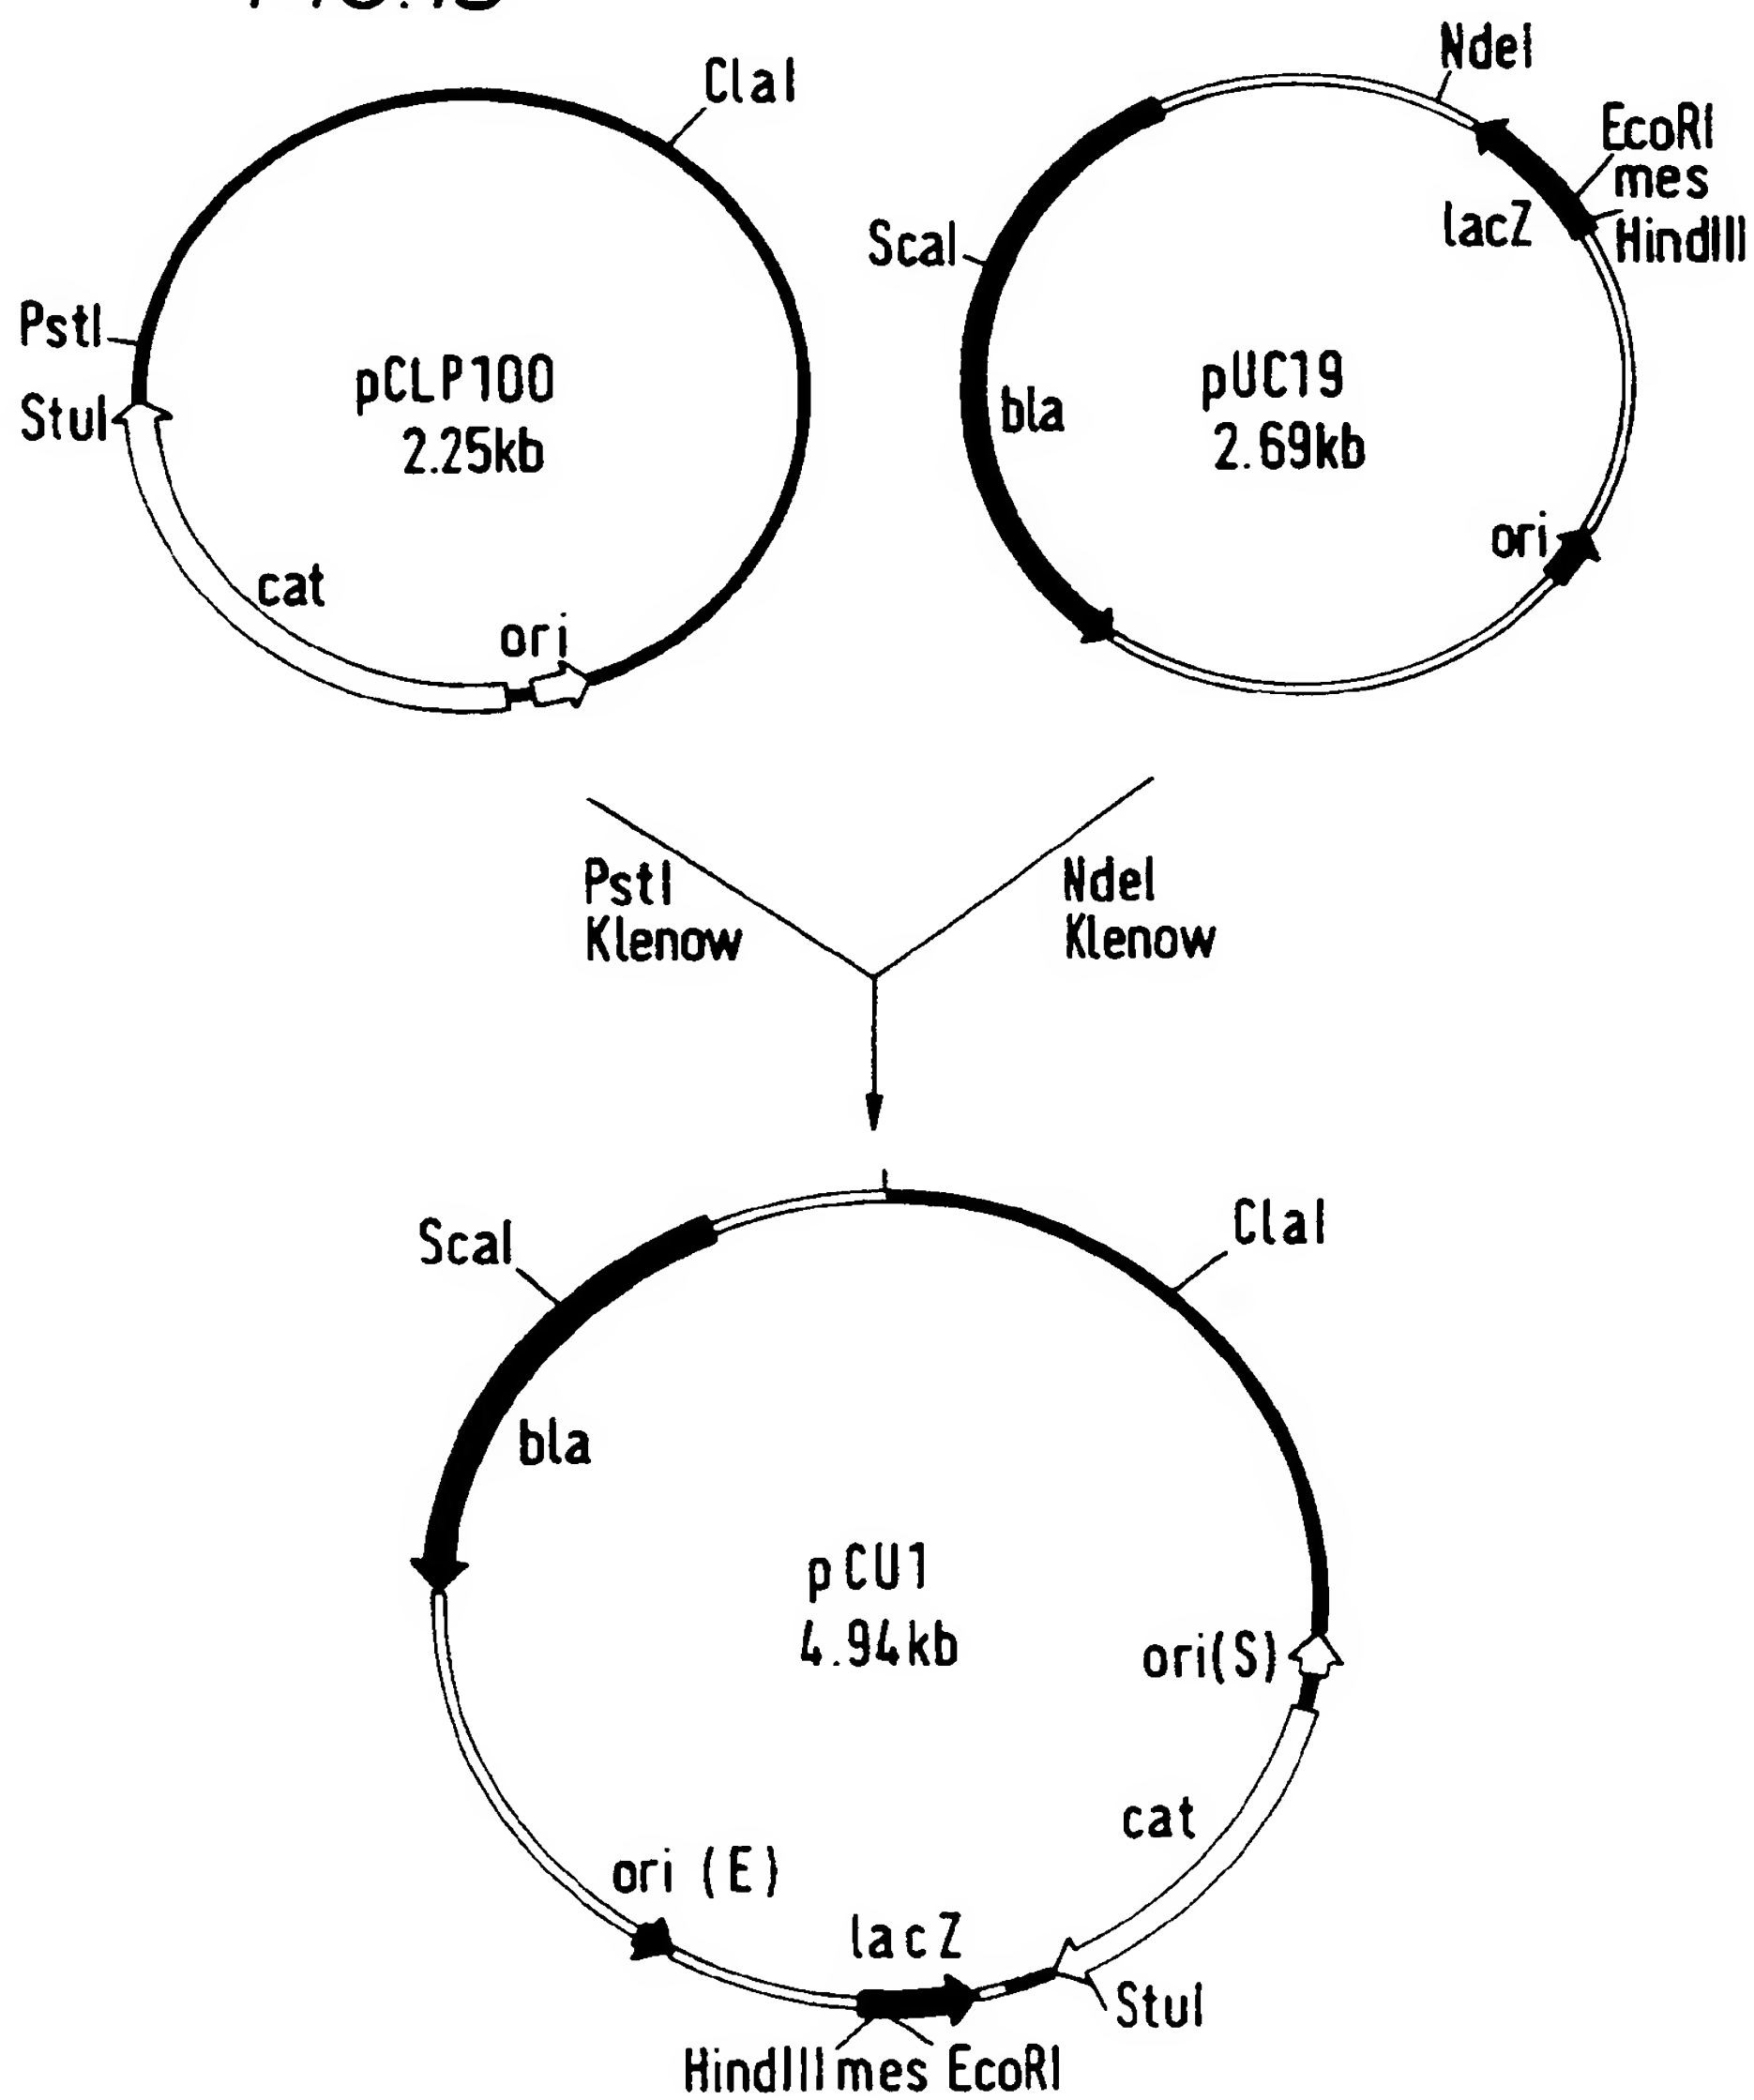 ClaI
PstI
StuI
pCLP100
2.25kb
cat
ori
NdeI
EcoRI
mes
HindIII
lacZ
ScaI
pUC19
2.69kb
bla
ori
PstI
Klenow
NdeI
Klenow
ScaI
ClaI
bla
pCU1
4.94kb
ori(S)
cat
ori (E)
lacZ
StuI
HindIII mes EcoRI